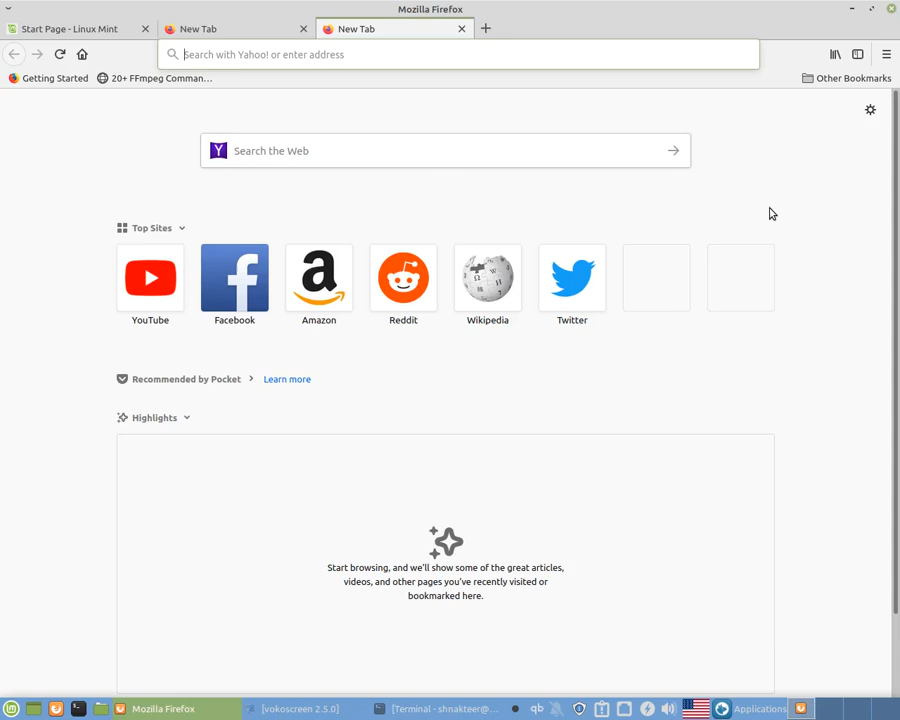 Mozilla Firefox
Start Page - Linux Mint
New Tab
New Tab
Search with Yahoo! or enter address
Getting Started
20+ FFmpeg Comman...
Other Bookmarks
Y
Search the Web
Top Sites
YouTube
Facebook
Amazon
Reddit
Wikipedia
Twitter
Recommended by Pocket
Learn more
Highlights
Start browsing, and we'll show some of the great articles,
videos, and other pages you've recently visited or
bookmarked here.
Mozilla Firefox
[vokoscreen 2.5.0]
[Terminal - shnakteer@...
qb
Applications